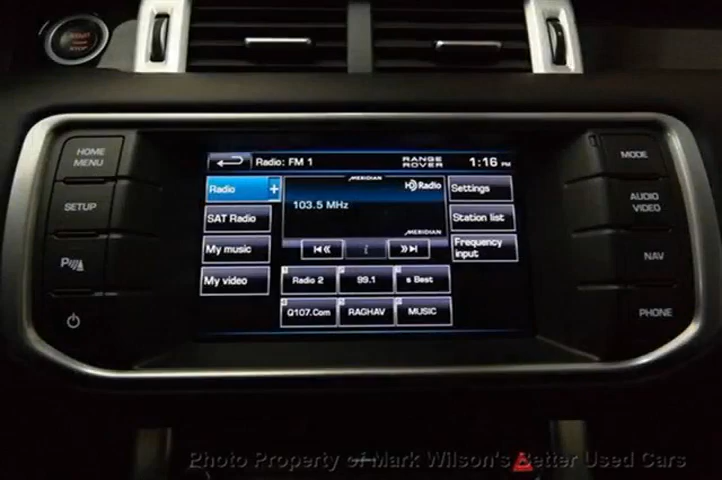 START
STOP
HOME
MENU
SETUP
MODE
AUDIO
VIDEO
NAV
PHONE
Radio: FM 1
RANGE
ROVER
1:16 PM
Radio +
SAT Radio
My music
My video
MERIDIAN
HD Radio
103.5 MHz
MERIDIAN
Settings
Station list
Frequency
input
Radio 2
99.1
s Best
Q107.Com
RAGHAV
MUSIC
Photo Property of Mark Wilson's Better Used Cars